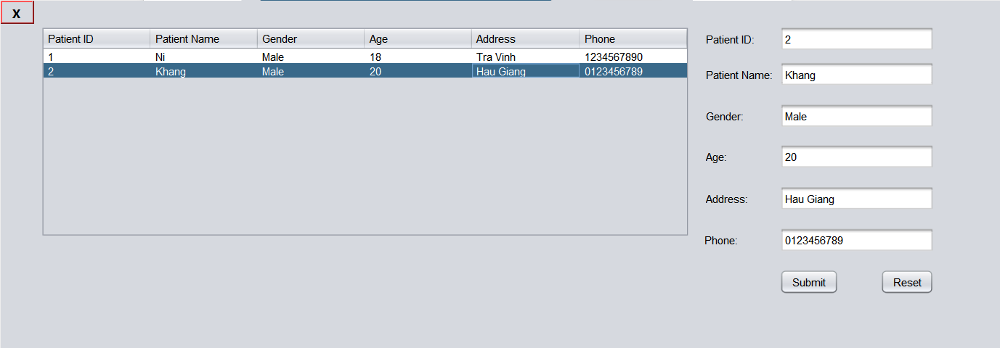 X
Patient ID Patient Name Gender Age Address Phone
1 Ni Male 18 Tra Vinh 1234567890
2 Khang Male 20 Hau Giang 0123456789
Patient ID: 2
Patient Name: Khang
Gender: Male
Age: 20
Address: Hau Giang
Phone: 0123456789
Submit Reset